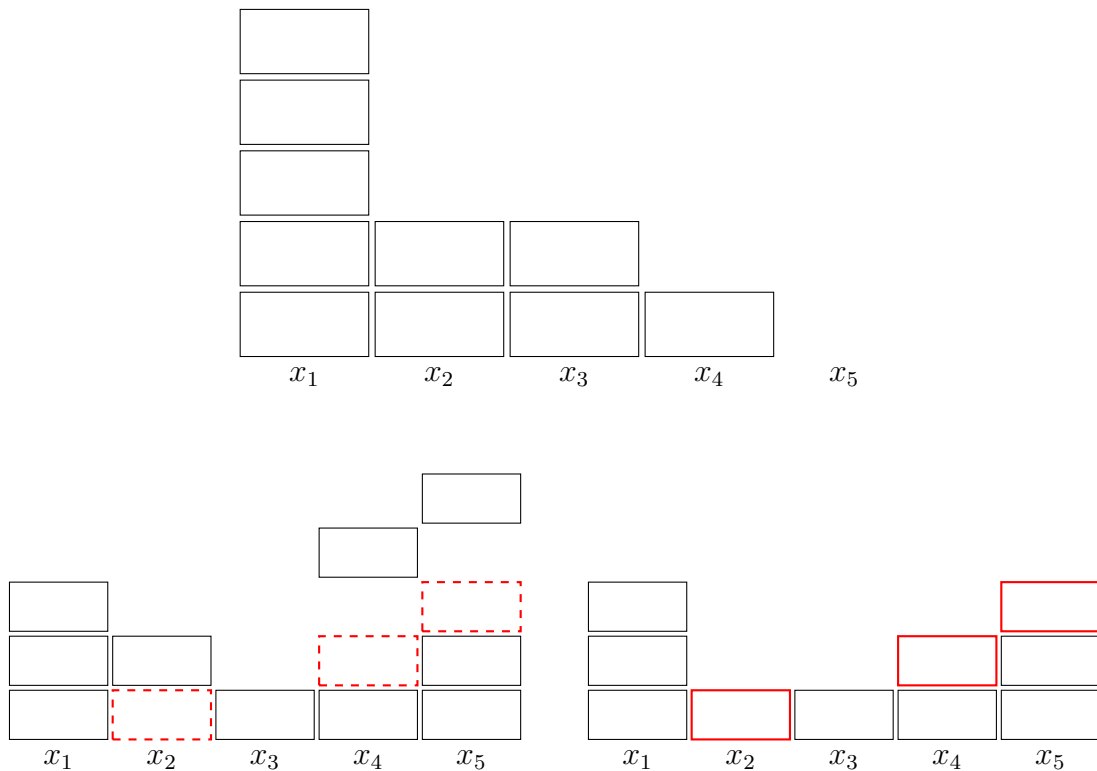 x₁ x₂ x₃ x₄ x₅
x₁ x₂ x₃ x₄ x₅ x₁ x₂ x₃ x₄ x₅